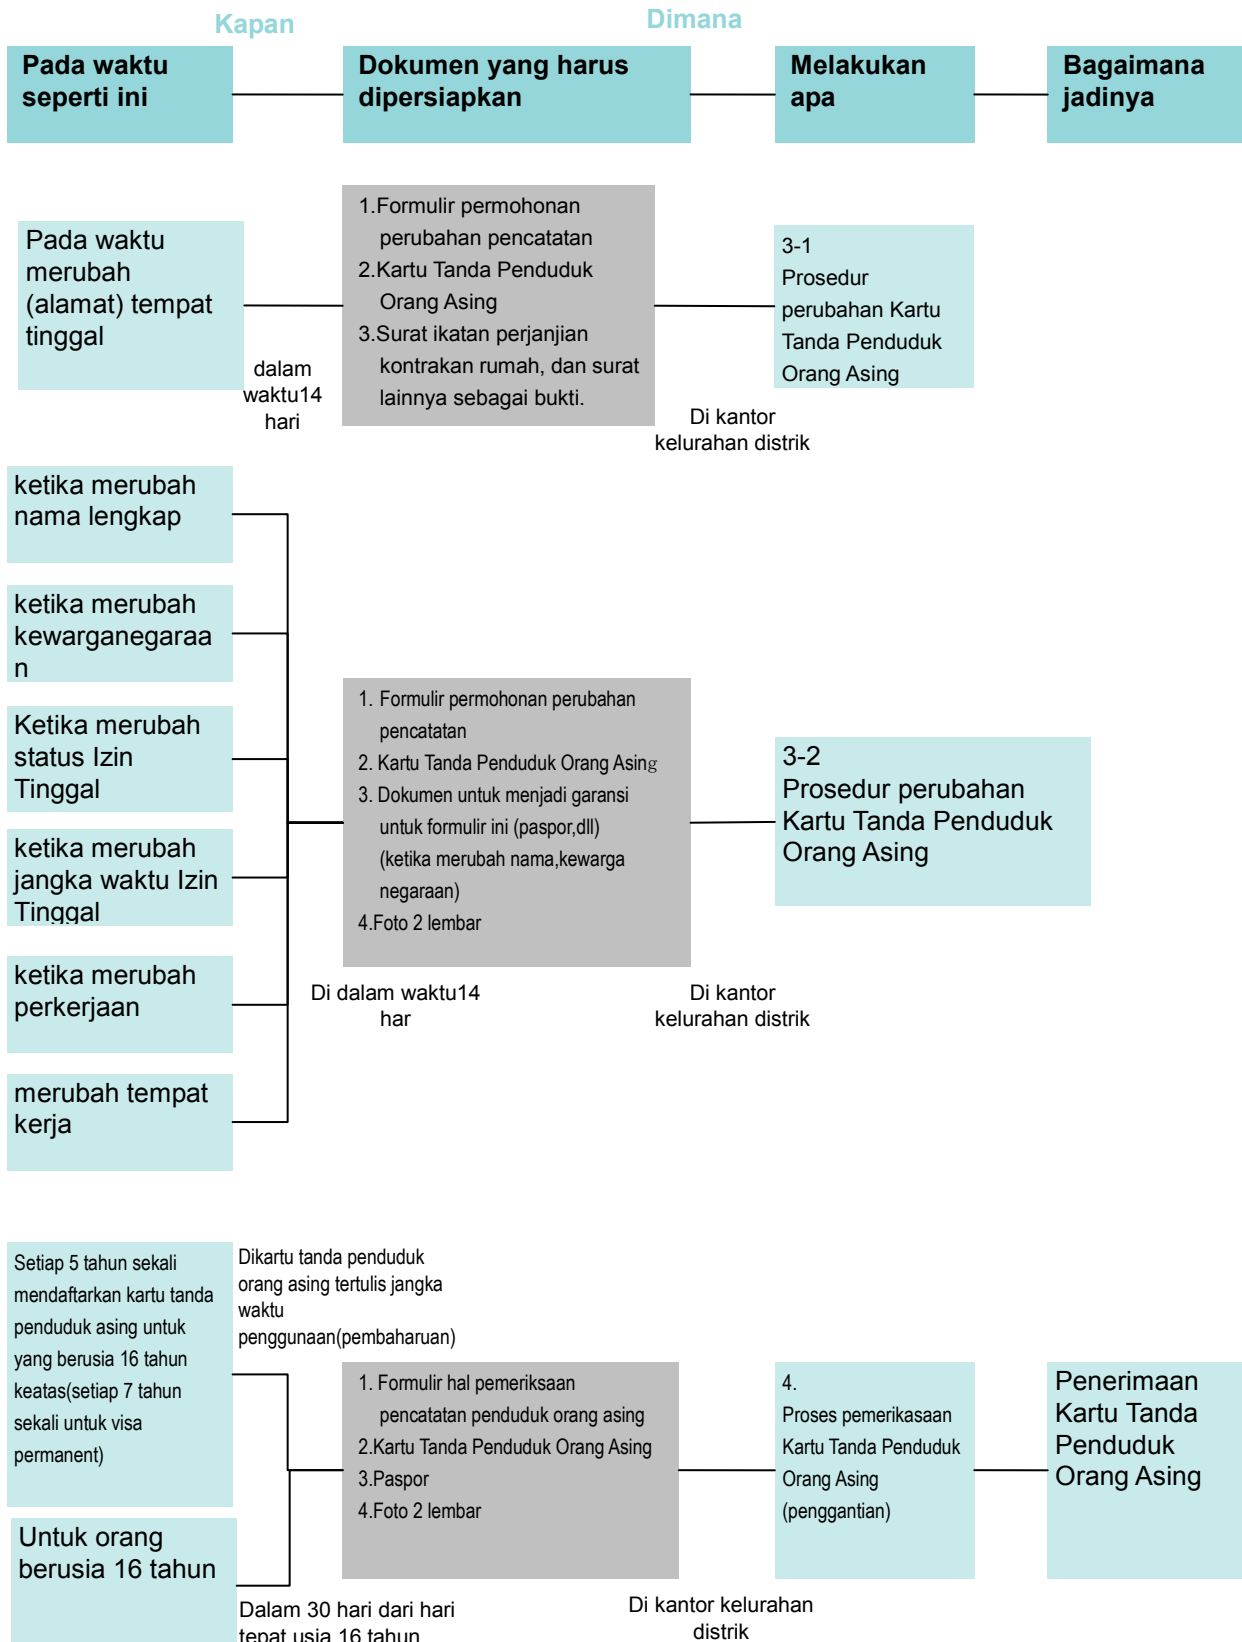 Kapan
Dimana
Pada waktu
seperti ini
Dokumen yang harus
dipersiapkan
Melakukan
apa
Bagaimana
jadinya
Pada waktu
merubah
(alamat) tempat
tinggal
dalam
waktu14
hari
1.Formulir permohonan
perubahan pencatatan
2.Kartu Tanda Penduduk
Orang Asing
3.Surat ikatan perjanjian
kontrakan rumah, dan surat
lainnya sebagai bukti.
Di kantor
kelurahan distrik
3-1
Prosedur
perubahan Kartu
Tanda Penduduk
Orang Asing
ketika merubah
nama lengkap
ketika merubah
kewarganegaraa
n
Ketika merubah
status Izin
Tinggal
ketika merubah
jangka waktu Izin
Tinggal
ketika merubah
perkerjaan
merubah tempat
kerja
Di dalam waktu14
har
1. Formulir permohonan perubahan
pencatatan
2. Kartu Tanda Penduduk Orang Asing
3. Dokumen untuk menjadi garansi
untuk formulir ini (paspor,dll)
(ketika merubah nama,kewarga
negaraan)
4.Foto 2 lembar
Di kantor
kelurahan distrik
3-2
Prosedur perubahan
Kartu Tanda Penduduk
Orang Asing
Setiap 5 tahun sekali
mendaftarkan kartu tanda
penduduk asing untuk
yang berusia 16 tahun
keatas(setiap 7 tahun
sekali untuk visa
permanent)
Dikartu tanda penduduk
orang asing tertulis jangka
waktu
penggunaan(pembaharuan)
Untuk orang
berusia 16 tahun
Dalam 30 hari dari hari
tepat usia 16 tahun
1. Formulir hal pemeriksaan
pencatatan penduduk orang asing
2.Kartu Tanda Penduduk Orang Asing
3.Paspor
4.Foto 2 lembar
Di kantor kelurahan
distrik
4.
Proses pemerikasaan
Kartu Tanda Penduduk
Orang Asing
(penggantian)
Penerimaan
Kartu Tanda
Penduduk
Orang Asing